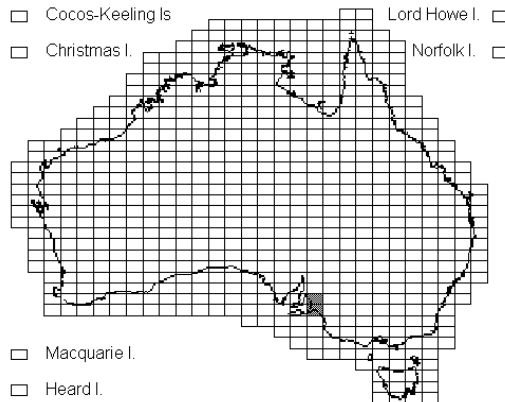 Cocos-Keeling Is
Lord Howe I.
Christmas I.
Norfolk I.
Macquarie I.
Heard I.